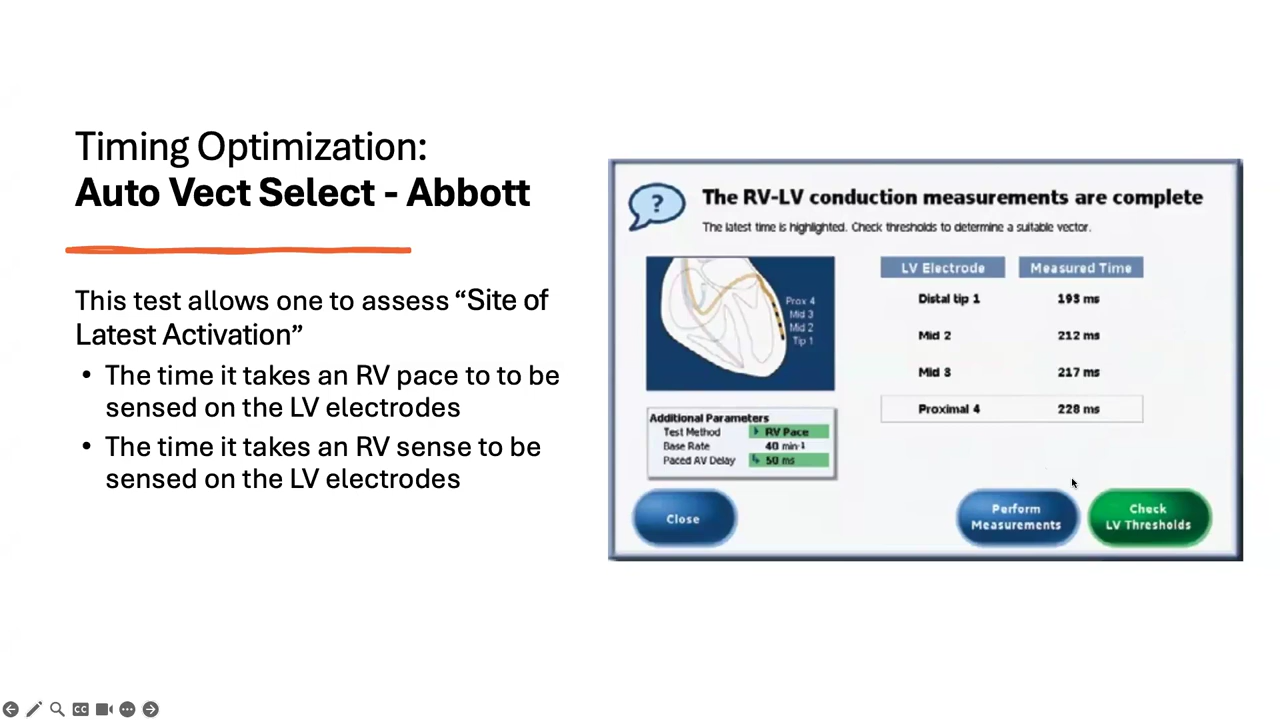 Timing Optimization:
Auto Vect Select - Abbott
This test allows one to assess “Site of
Latest Activation”
• The time it takes an RV pace to to be
sensed on the LV electrodes
• The time it takes an RV sense to be
sensed on the LV electrodes
?
The RV-LV conduction measurements are complete
The latest time is highlighted. Check thresholds to determine a suitable vector.
Prox 4
Mid 3
Mid 2
Tip 1
LV Electrode Measured Time
Distal tip 1 193 ms
Mid 2 212 ms
Mid 3 217 ms
Proximal 4 228 ms
Additional Parameters
Test Method RV Pace
Base Rate 40 min-1
Paced AV Delay 50 ms
Close
Perform
Measurements
Check
LV Thresholds
CC